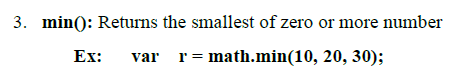 3. min(): Returns the smallest of zero or more number
Ex: var r = math.min(10, 20, 30);